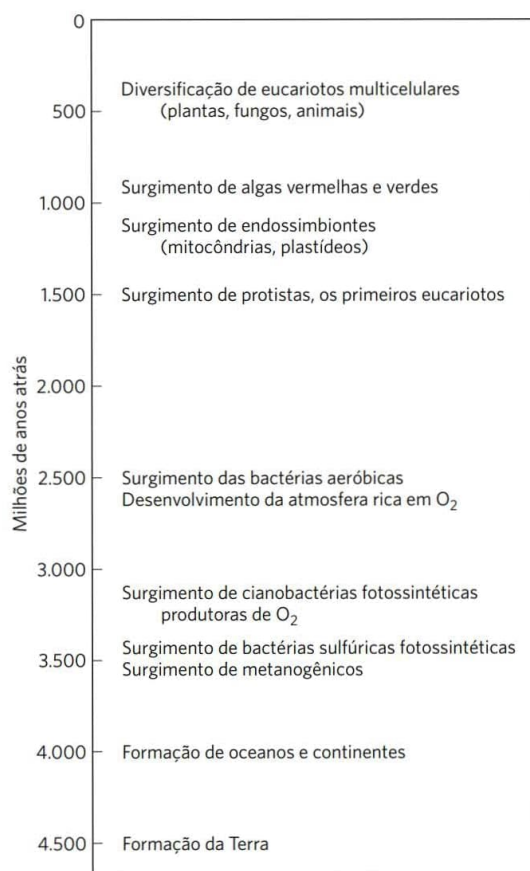 0
Diversificação de eucariotos multicelulares
500
(plantas, fungos, animais)
Surgimento de algas vermelhas e verdes
1.000
Surgimento de endossimbiontes
(mitocôndrias, plastídeos)
1.500
Surgimento de protistas, os primeiros eucariotos
2.000
Milhões de anos atrás
2.500
Surgimento das bactérias aeróbicas
Desenvolvimento da atmosfera rica em O₂
3.000
Surgimento de cianobactérias fotossintéticas
produtoras de O₂
Surgimento de bactérias sulfúricas fotossintéticas
3.500
Surgimento de metanogênicos
4.000
Formação de oceanos e continentes
4.500
Formação da Terra